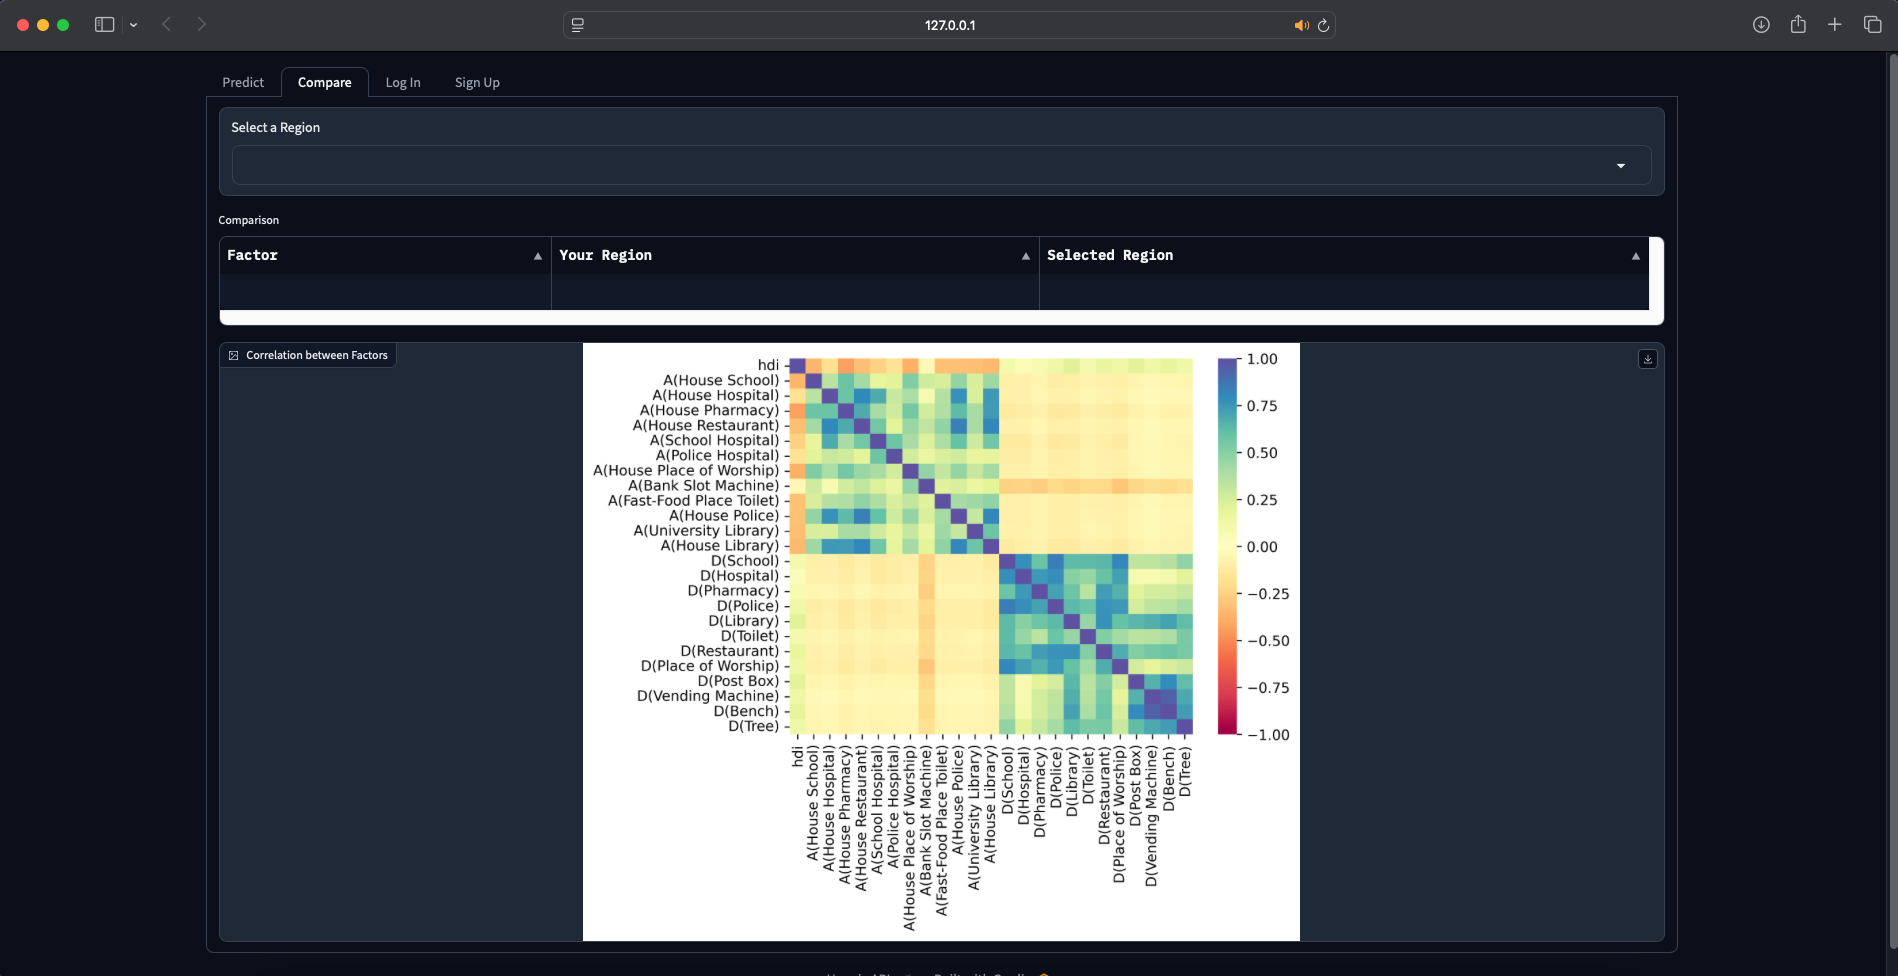 127.0.0.1
Predict
Compare
Log In
Sign Up
Select a Region
Comparison
Factor
Your Region
Selected Region
Correlation between Factors
hdi
A(House School)
A(House Hospital)
A(House Pharmacy)
A(House Restaurant)
A(School Hospital)
A(Police Hospital)
A(House Place of Worship)
A(Bank Slot Machine)
A(Fast-Food Place Toilet)
A(House Police)
A(University Library)
A(House Library)
D(School)
D(Hospital)
D(Pharmacy)
D(Police)
D(Library)
D(Toilet)
D(Restaurant)
D(Place of Worship)
D(Post Box)
D(Vending Machine)
D(Bench)
D(Tree)
1.00
0.75
0.50
0.25
0.00
−0.25
−0.50
−0.75
−1.00
hdi
A(House School)
A(House Hospital)
A(House Pharmacy)
A(House Restaurant)
A(School Hospital)
A(Police Hospital)
A(House Place of Worship)
A(Bank Slot Machine)
A(Fast-Food Place Toilet)
A(House Police)
A(University Library)
A(House Library)
D(School)
D(Hospital)
D(Pharmacy)
D(Police)
D(Library)
D(Toilet)
D(Restaurant)
D(Place of Worship)
D(Post Box)
D(Vending Machine)
D(Bench)
D(Tree)